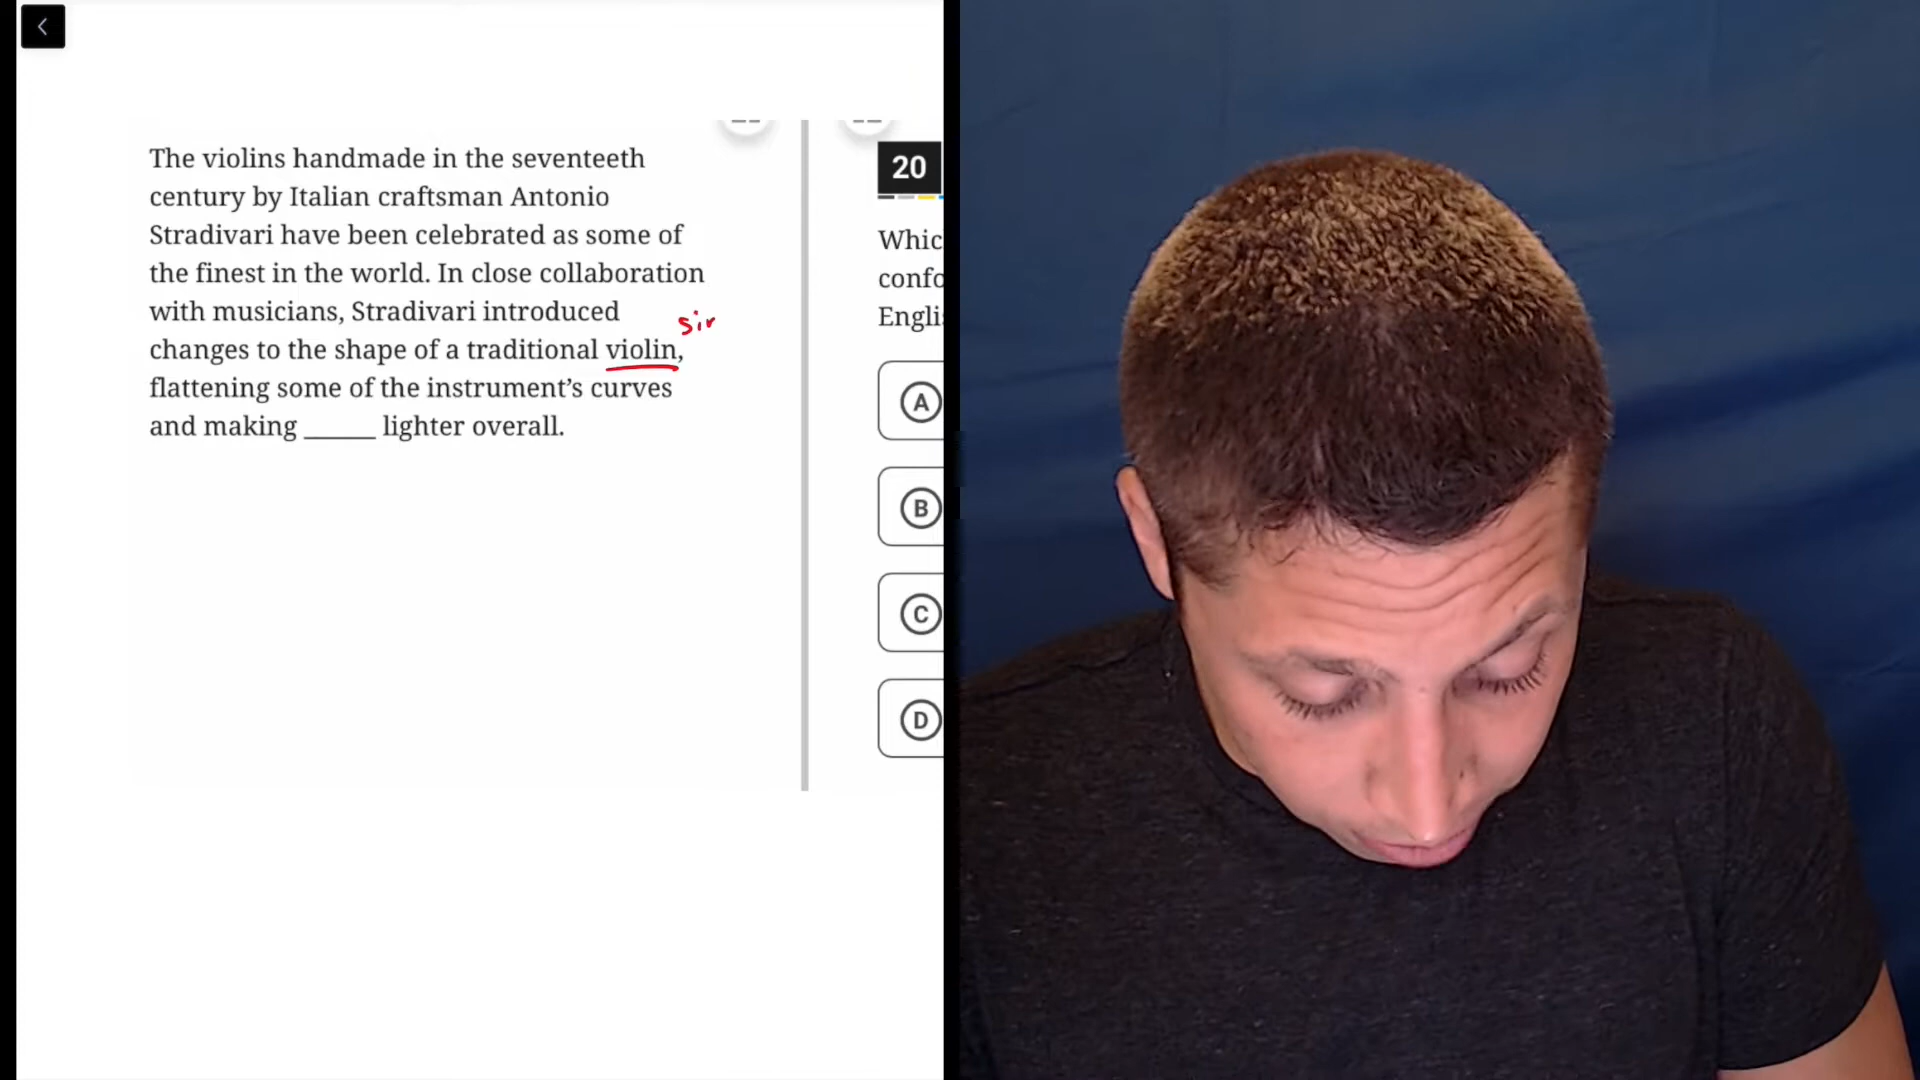 The violins handmade in the seventeeth
century by Italian craftsman Antonio
Stradivari have been celebrated as some of
the finest in the world. In close collaboration
with musicians, Stradivari introduced
sir
changes to the shape of a traditional violin,
flattening some of the instrument’s curves
and making ______ lighter overall.
20
Whic
confo
Engli
A
B
C
D